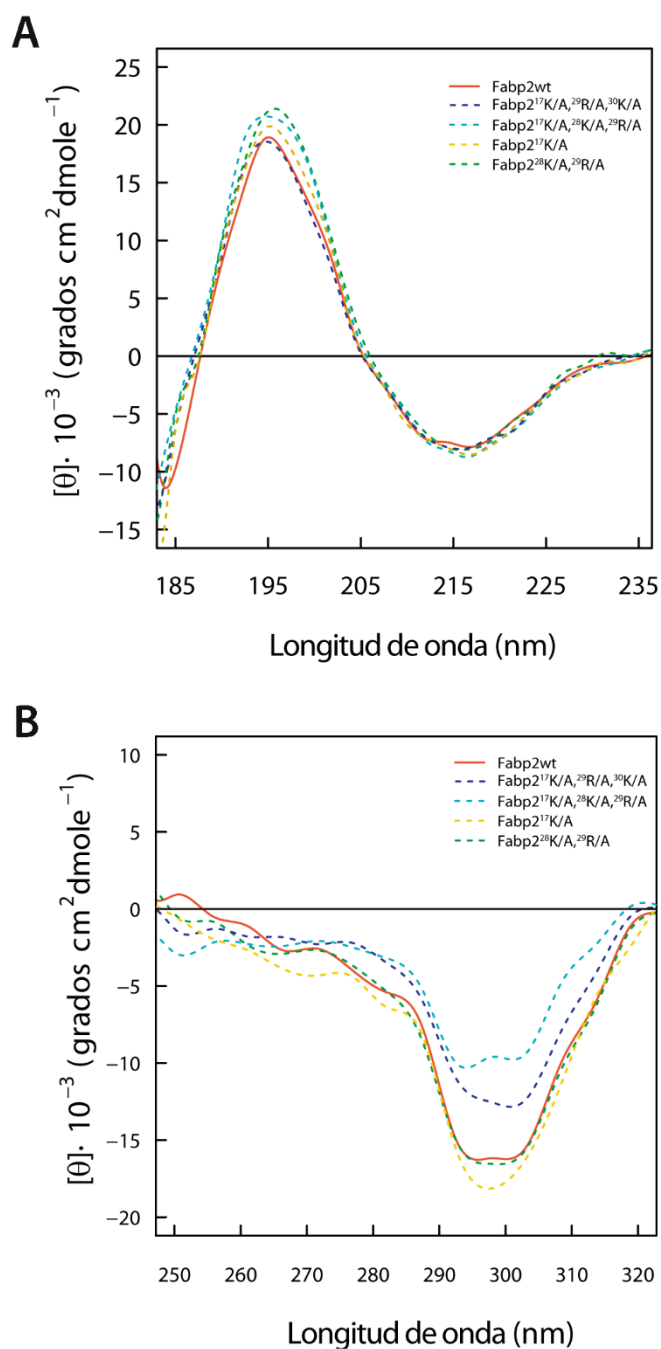 A
[θ]· 10⁻³ (grados cm²dmole⁻¹)
25
20
15
10
5
0
−5
−10
−15
Fabp2wt
Fabp2¹⁷K/A,²⁹R/A,³⁰K/A
Fabp2¹⁷K/A,²⁸K/A,²⁹R/A
Fabp2¹⁷K/A
Fabp2²⁸K/A,²⁹R/A
185 195 205 215 225 235
Longitud de onda (nm)
B
[θ]· 10⁻³ (grados cm²dmole⁻¹)
10
5
0
−5
−10
−15
−20
Fabp2wt
Fabp2¹⁷K/A,²⁹R/A,³⁰K/A
Fabp2¹⁷K/A,²⁸K/A,²⁹R/A
Fabp2¹⁷K/A
Fabp2²⁸K/A,²⁹R/A
250 260 270 280 290 300 310 320
Longitud de onda (nm)